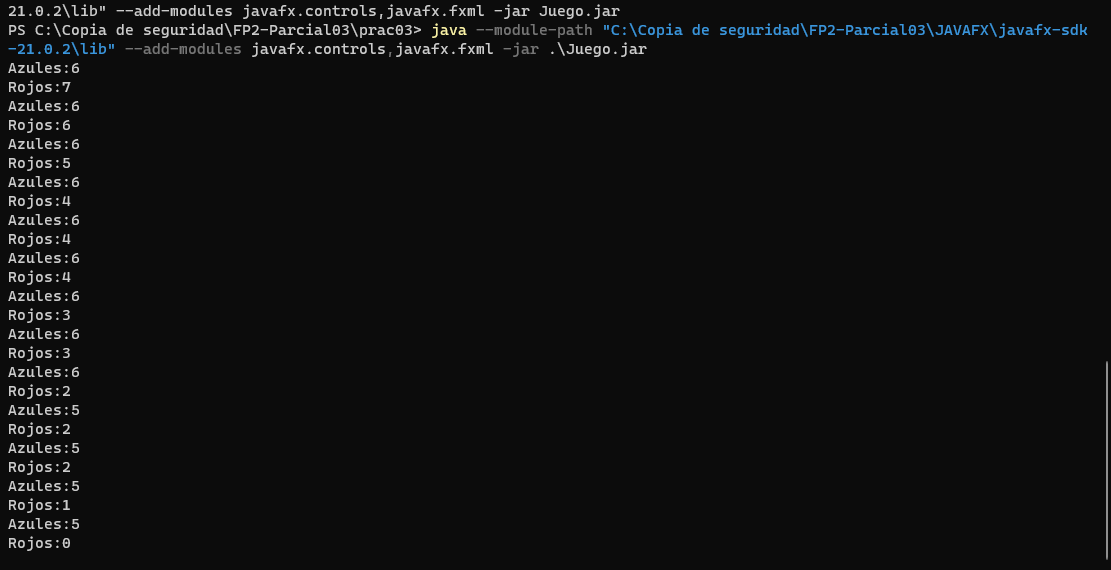 21.0.2\lib" --add-modules javafx.controls,javafx.fxml -jar Juego.jar
PS C:\Copia de seguridad\FP2-Parcial03\prac03> java --module-path "C:\Copia de seguridad\FP2-Parcial03\JAVAFX\javafx-sdk
-21.0.2\lib" --add-modules javafx.controls,javafx.fxml -jar .\Juego.jar
Azules:6
Rojos:7
Azules:6
Rojos:6
Azules:6
Rojos:5
Azules:6
Rojos:4
Azules:6
Rojos:4
Azules:6
Rojos:4
Azules:6
Rojos:3
Azules:6
Rojos:3
Azules:6
Rojos:2
Azules:5
Rojos:2
Azules:5
Rojos:2
Azules:5
Rojos:1
Azules:5
Rojos:0